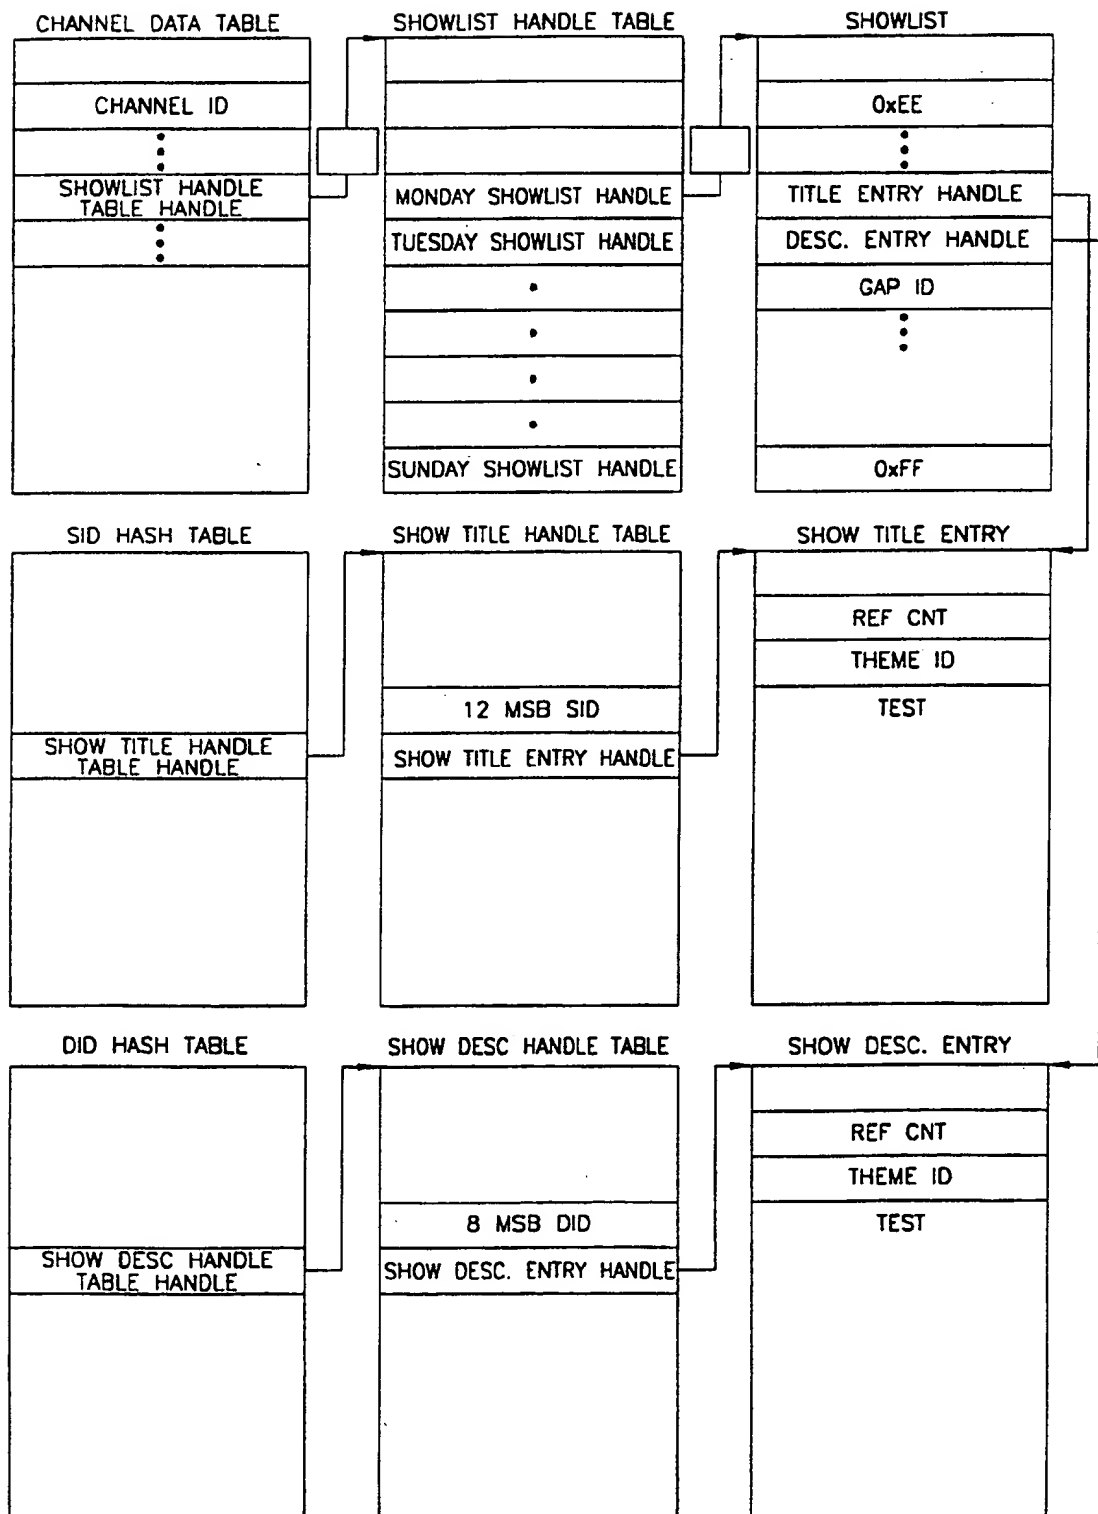 CHANNEL DATA TABLE
CHANNEL ID
SHOWLIST HANDLE
TABLE HANDLE
SHOWLIST HANDLE TABLE
MONDAY SHOWLIST HANDLE
TUESDAY SHOWLIST HANDLE
SUNDAY SHOWLIST HANDLE
SHOWLIST
0xEE
TITLE ENTRY HANDLE
DESC. ENTRY HANDLE
GAP ID
0xFF
SID HASH TABLE
SHOW TITLE HANDLE
TABLE HANDLE
SHOW TITLE HANDLE TABLE
12 MSB SID
SHOW TITLE ENTRY HANDLE
SHOW TITLE ENTRY
REF CNT
THEME ID
TEST
DID HASH TABLE
SHOW DESC HANDLE
TABLE HANDLE
SHOW DESC HANDLE TABLE
8 MSB DID
SHOW DESC. ENTRY HANDLE
SHOW DESC. ENTRY
REF CNT
THEME ID
TEST